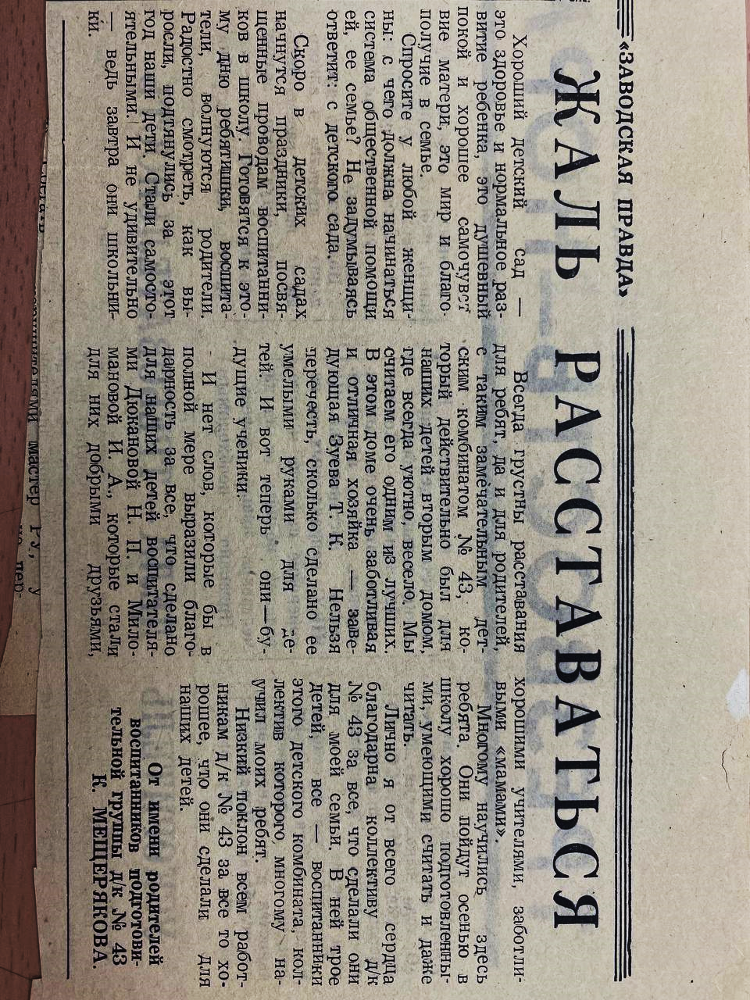 «ЗАВОДСКАЯ ПРАВДА»
ЖАЛЬ РАССТАВАТЬСЯ
Хороший детский сад —
это здоровье и нормальное раз-
витие ребенка, это душевный
покой и хорошее самочувст
вие матери, это мир и благо-
получие в семье.
Спросите у любой женщи-
ны: с чего должна начинаться
система общественной помощи
ей, ее семье? Не задумываясь
ответит: с детского сада.
Скоро в детских садах
начнутся праздники, посвя-
щенные проводам воспитанни-
ков в школу. Готовятся к это-
му дню ребятишки, воспита-
тели, волнуются родители.
Радостно смотреть, как вы-
росли, подтянулись за этот
год наши дети. Стали самосто-
ятельными. И не удивительно
— ведь завтра они школьни-
ки.
Всегда грустны расставания
для ребят, да и для родителей,
с таким замечательным дет-
ским комбинатом № 43, ко-
торый действительно был для
наших детей вторым домом,
где всегда уютно, весело. Мы
считаем его одним из лучших.
В этом доме очень заботливая
и отличная хозяйка — заве-
дующая Зуева Т. К. Нельзя
перечесть, сколько сделано ее
умелыми руками для де-
тей. И вот теперь они—бу-
дущие ученики.
И нет слов, которые бы в
полной мере выразили благо-
дарность за все, что сделано
для наших детей воспитателя-
ми Дюкановой Н. П. и Мило-
мановой И. А., которые стали
для них добрыми друзьями,
хорошими учителями, заботли-
выми «мамами».
Многому научились здесь
ребята. Они пойдут осенью в
школу хорошо подготовленны-
ми, умеющими считать и даже
читать.
Лично я от всего сердца
благодарна коллективу д/к
№ 43 за все, что сделали они
для моей семьи. В ней трое
детей, все — воспитанники
этого детского комбината, кол-
лектив которого многому на-
учил моих ребят.
Низкий поклон всем работ-
никам д/к № 43 за все то хо-
рошее, что они сделали для
наших детей.
От имени родителей
воспитанников подготови-
тельной группы д/к № 43
К. МЕЩЕРЯКОВА.
мастер РУ, у